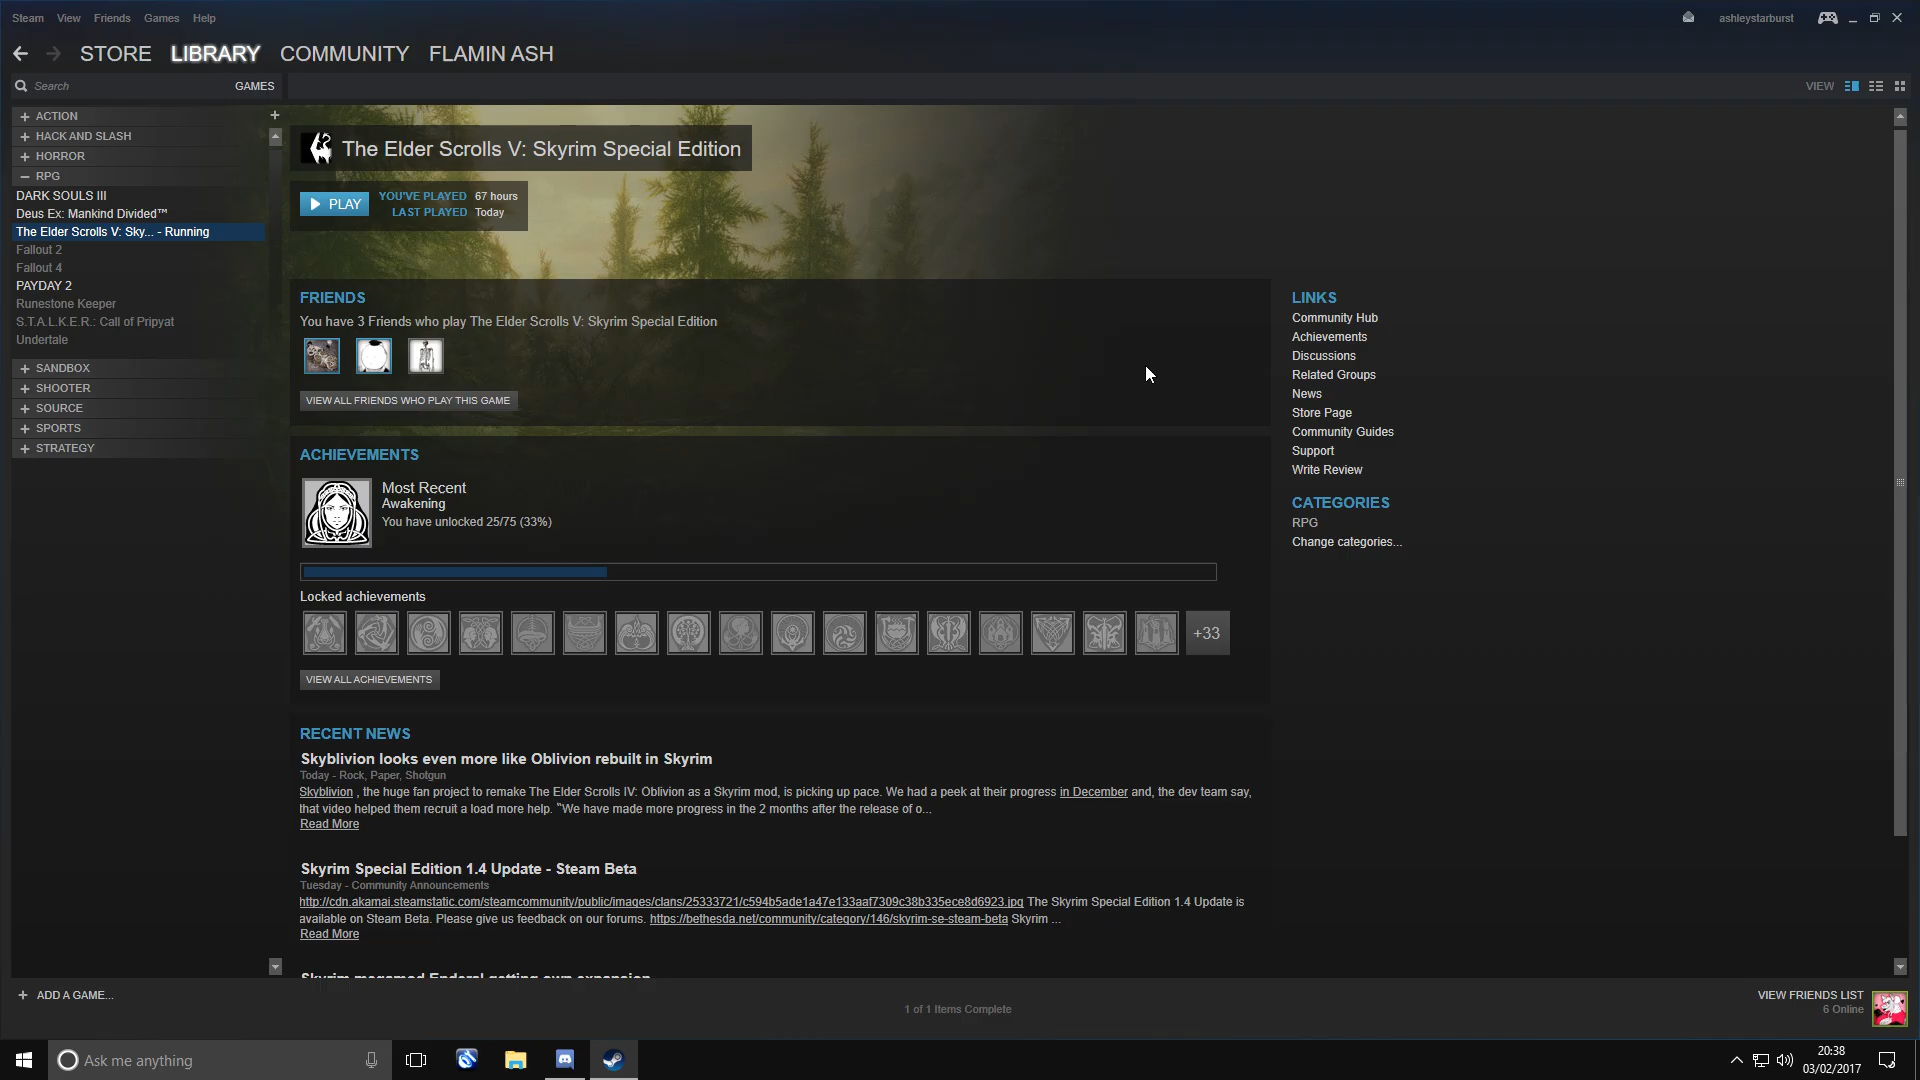 Steam View Friends Games Help
ashleystarburst
STORE LIBRARY COMMUNITY FLAMIN ASH
Search GAMES VIEW
+ ACTION +
+ HACK AND SLASH
+ HORROR
− RPG
DARK SOULS III
Deus Ex: Mankind Divided™
The Elder Scrolls V: Sky... - Running
Fallout 2
Fallout 4
PAYDAY 2
Runestone Keeper
S.T.A.L.K.E.R.: Call of Pripyat
Undertale
+ SANDBOX
+ SHOOTER
+ SOURCE
+ SPORTS
+ STRATEGY
The Elder Scrolls V: Skyrim Special Edition
PLAY
YOU'VE PLAYED 67 hours
LAST PLAYED Today
FRIENDS
You have 3 Friends who play The Elder Scrolls V: Skyrim Special Edition
VIEW ALL FRIENDS WHO PLAY THIS GAME
ACHIEVEMENTS
Most Recent
Awakening
You have unlocked 25/75 (33%)
Locked achievements
+33
VIEW ALL ACHIEVEMENTS
RECENT NEWS
Skyblivion looks even more like Oblivion rebuilt in Skyrim
Today - Rock, Paper, Shotgun
Skyblivion , the huge fan project to remake The Elder Scrolls IV: Oblivion as a Skyrim mod, is picking up pace. We had a peek at their progress in December and, the dev team say,
that video helped them recruit a load more help. "We have made more progress in the 2 months after the release of o...
Read More
Skyrim Special Edition 1.4 Update - Steam Beta
Tuesday - Community Announcements
http://cdn.akamai.steamstatic.com/steamcommunity/public/images/clans/25333721/c594b5ade1a47e133aaf7309c38b335ece8d6923.jpg The Skyrim Special Edition 1.4 Update is
available on Steam Beta. Please give us feedback on our forums. https://bethesda.net/community/category/146/skyrim-se-steam-beta Skyrim ...
Read More
Skyrim megamod Enderal getting own expansion
LINKS
Community Hub
Achievements
Discussions
Related Groups
News
Store Page
Community Guides
Support
Write Review
CATEGORIES
RPG
Change categories...
+ ADD A GAME...
1 of 1 Items Complete
VIEW FRIENDS LIST
6 Online
Ask me anything
20:38
03/02/2017